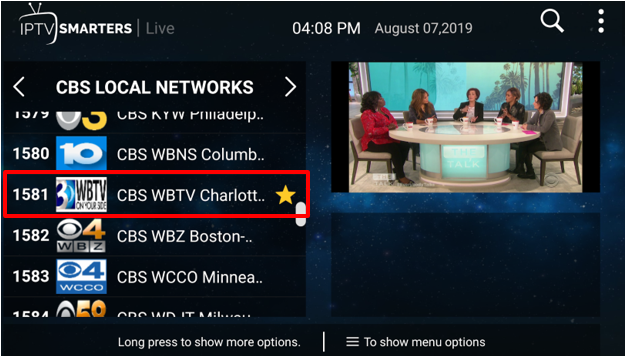 IPTV SMARTERS | Live
04:08 PM
August 07,2019
CBS LOCAL NETWORKS
1579 3 CBS KYW Philadelp..
1580 10 CBS WBNS Columb..
1581 3 WBTV ON YOUR SIDE CBS WBTV Charlott..
1582 4 WBZ CBS WBZ Boston-..
1583 4 WCCO CBS WCCO Minnea..
1584 58 CBS WDJT Milwau..
THE TALK
Long press to show more options.
To show menu options